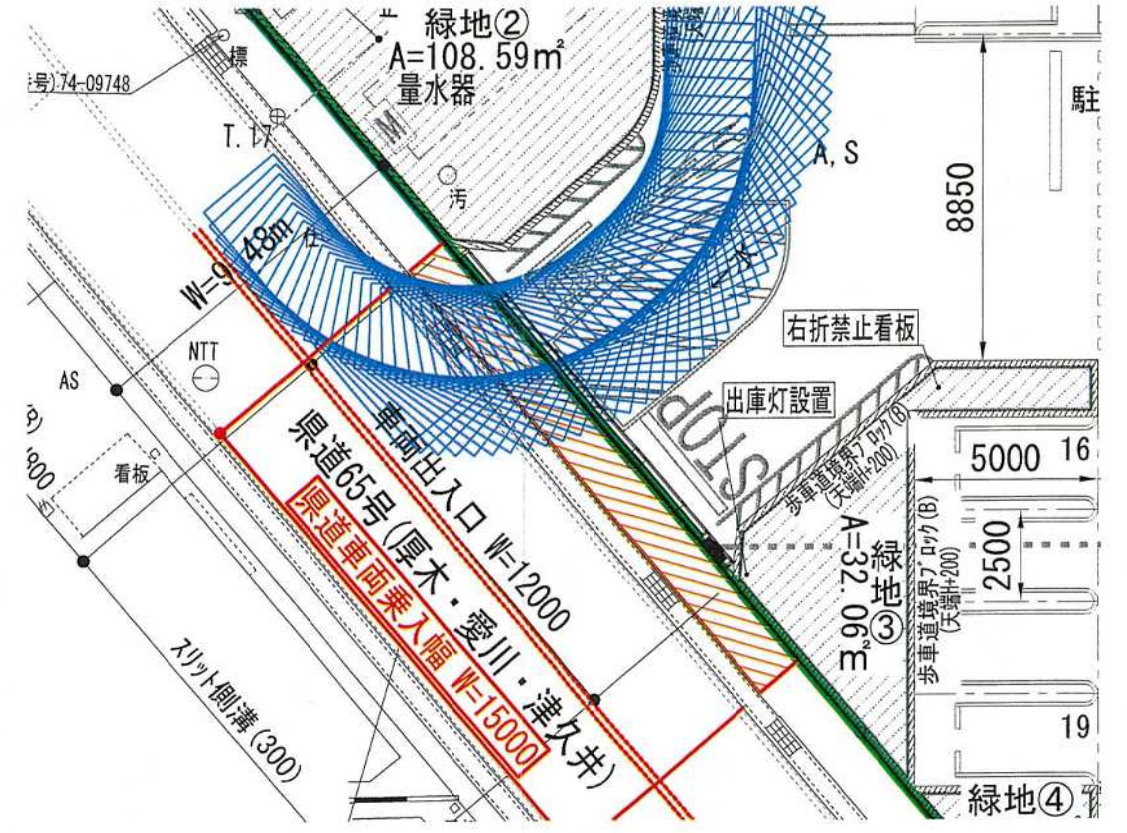 緑地②
A=108.59㎡
量水器
標
号)74-09748
T.17
M
汚
A, S
駐
8850
仕
W=9.48m
右折禁止看板
NTT
AS
出庫灯設置
STOP
看板
車両出入口 W=12000
県道65号(厚木・愛川・津久井)
県道車両乗入幅 W=15000
歩車道境界ブロック(B)
(天端H+200)
5000
16
2500
緑地③
A=32.06㎡
歩車道境界ブロック(B)
(天端H+200)
スリット側溝(300)
19
緑地④